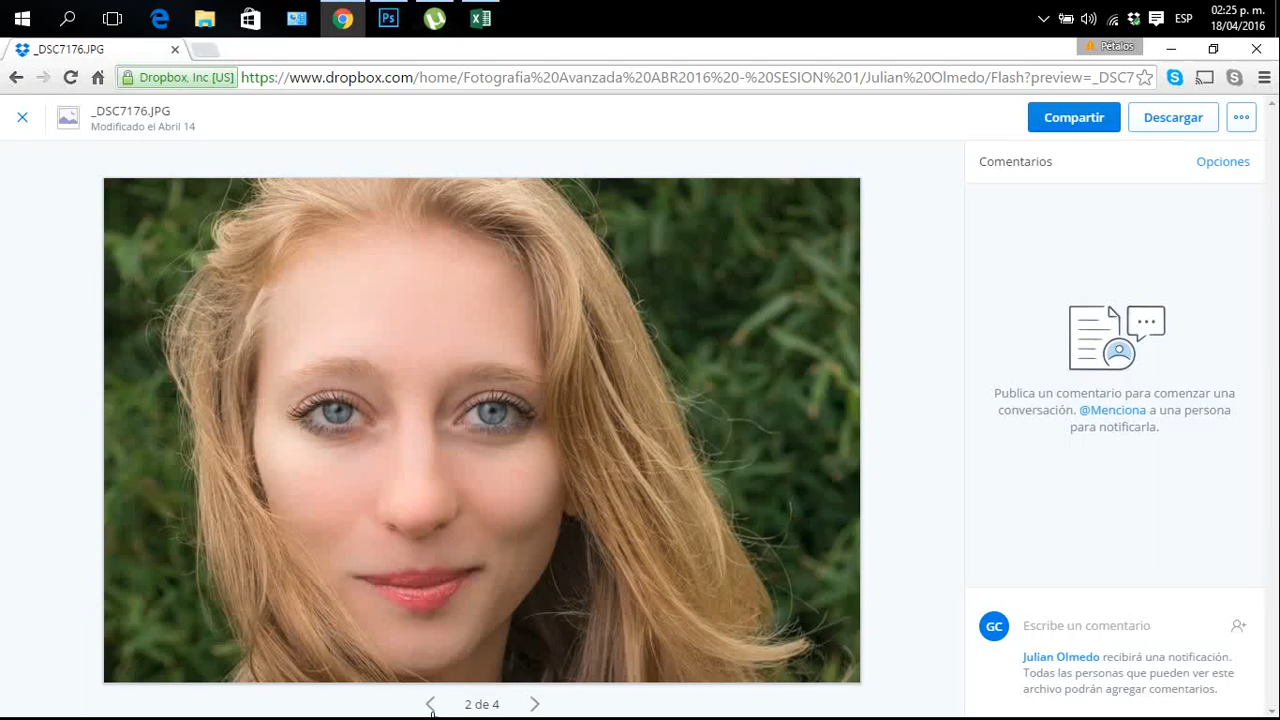 02:25 p. m.
ESP
18/04/2016
_DSC7176.JPG
Pétalos
Dropbox, Inc [US]
https://www.dropbox.com/home/Fotografia%20Avanzada%20ABR2016%20-%20SESION%201/Julian%20Olmedo/Flash?preview=_DSC7
_DSC7176.JPG
Modificado el Abril 14
Compartir
Descargar
Comentarios
Opciones
Publica un comentario para comenzar una
conversación. @Menciona a una persona
para notificarla.
GC
Escribe un comentario
Julian Olmedo recibirá una notificación.
Todas las personas que pueden ver este
archivo podrán agregar comentarios.
2 de 4